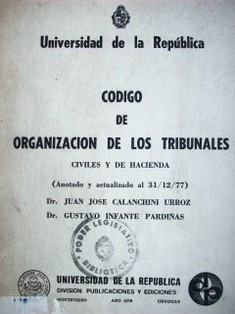 Universidad de la República
CODIGO
DE
ORGANIZACION DE LOS TRIBUNALES
CIVILES Y DE HACIENDA
(Anotado y actualizado al 31/12/77)
Dr. JUAN JOSE CALANCHINI URROZ
Dr. GUSTAVO INFANTE PARDIÑAS
PODER LEGISLATIVO
BIBLIOTECA
UNIVERSIDAD DE LA REPUBLICA
DIVISION PUBLICACIONES Y EDICIONES
MONTEVIDEO AÑO 1978 URUGUAY